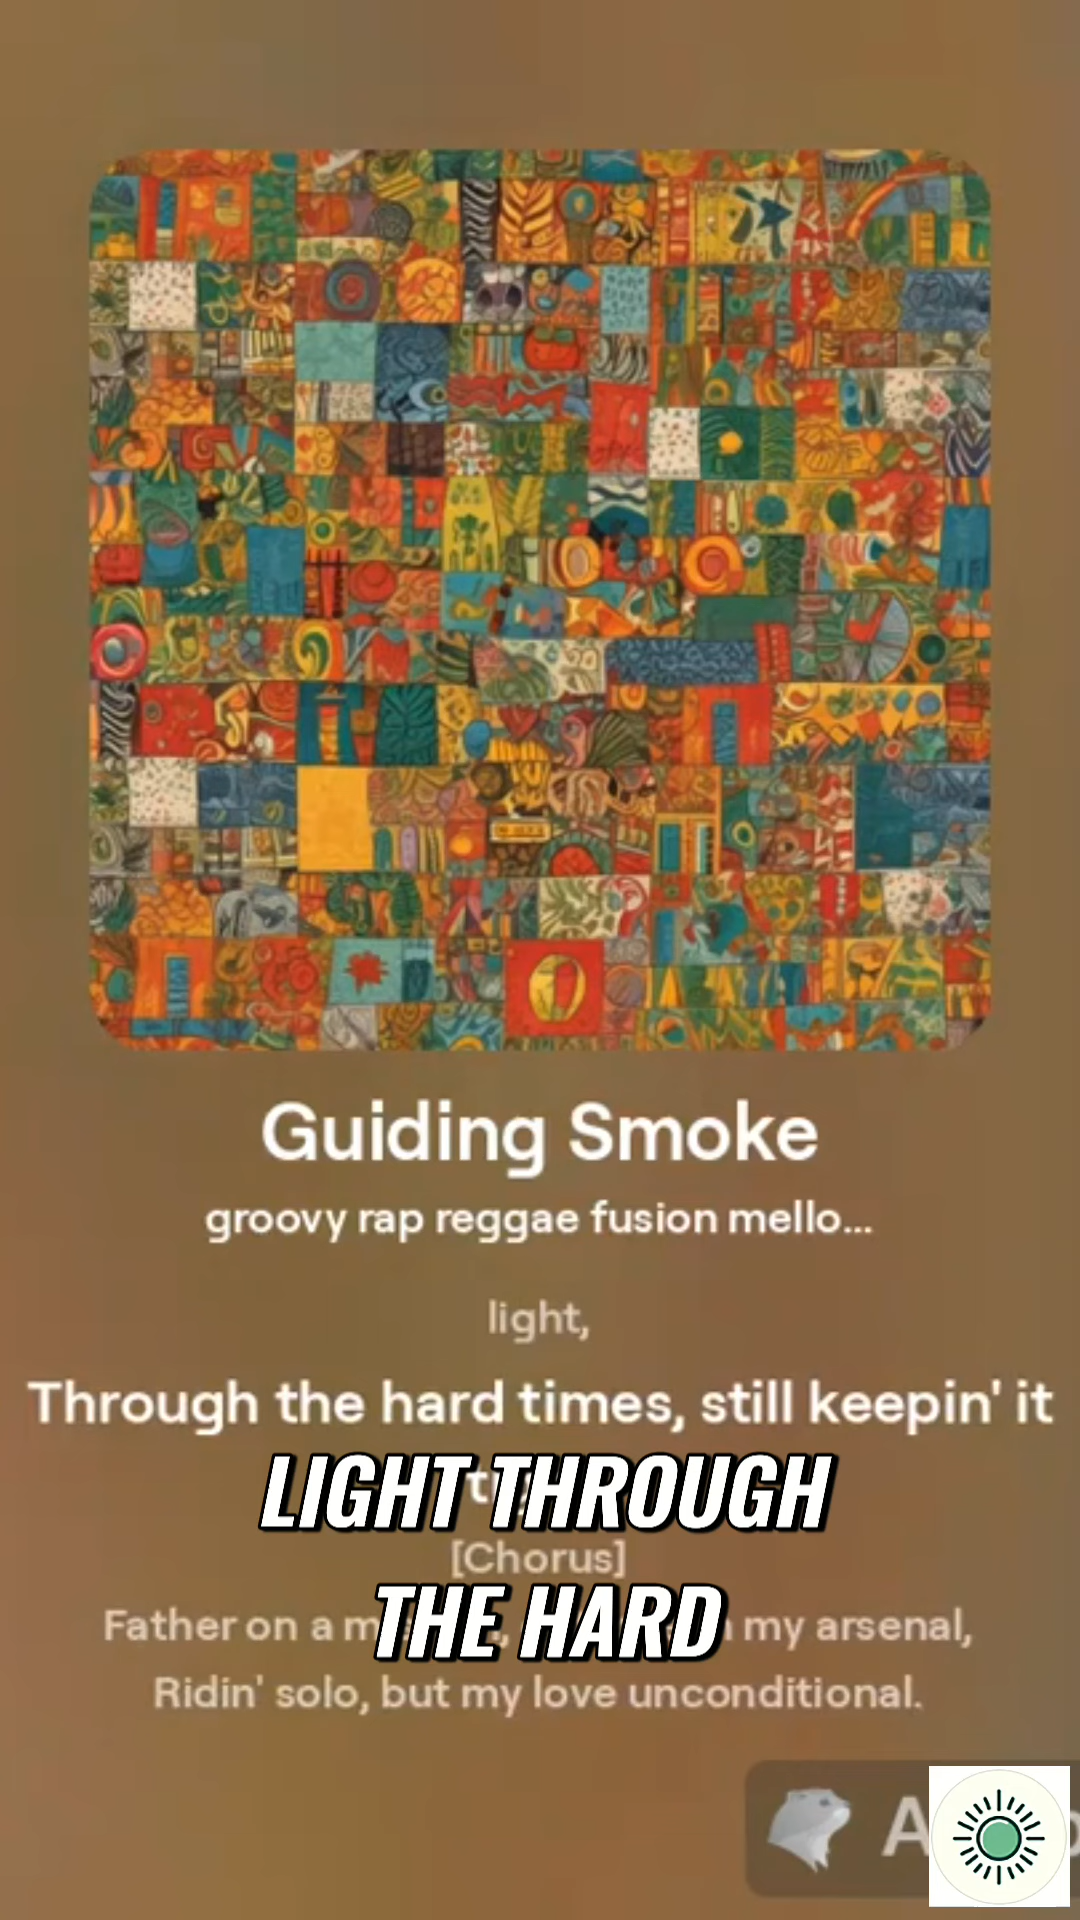 Guiding Smoke
groovy rap reggae fusion mello...
light,
Through the hard times, still keepin' it
LIGHT THROUGH
[Chorus]
THE HARD
Father on a my arsenal,
Ridin' solo, but my love unconditional.